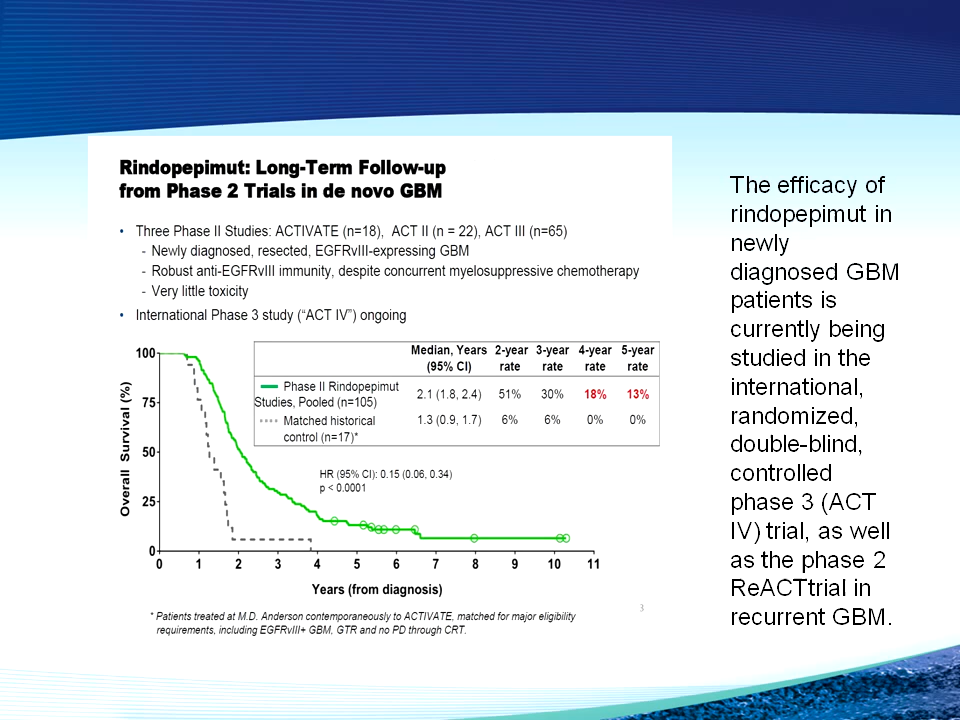 Rindopepimut: Long-Term Follow-up
from Phase 2 Trials in de novo GBM
• Three Phase II Studies: ACTIVATE (n=18), ACT II (n = 22), ACT III (n=65)
- Newly diagnosed, resected, EGFRvIII-expressing GBM
- Robust anti-EGFRvIII immunity, despite concurrent myelosuppressive chemotherapy
- Very little toxicity
• International Phase 3 study (“ACT IV”) ongoing
Median, Years 2-year 3-year 4-year 5-year
(95% CI) rate rate rate rate
Phase II Rindopepimut
Studies, Pooled (n=105) 2.1 (1.8, 2.4) 51% 30% 18% 13%
Matched historical 1.3 (0.9, 1.7) 6% 6% 0% 0%
control (n=17)*
HR (95% CI): 0.15 (0.06, 0.34)
p < 0.0001
Overall Survival (%)
100
75
50
25
0
0 1 2 3 4 5 6 7 8 9 10 11
Years (from diagnosis)
* Patients treated at M.D. Anderson contemporaneously to ACTIVATE, matched for major eligibility
requirements, including EGFRvIII+ GBM, GTR and no PD through CRT.
3
The efficacy of
rindopepimut in
newly
diagnosed GBM
patients is
currently being
studied in the
international,
randomized,
double-blind,
controlled
phase 3 (ACT
IV) trial, as well
as the phase 2
ReACTtrial in
recurrent GBM.